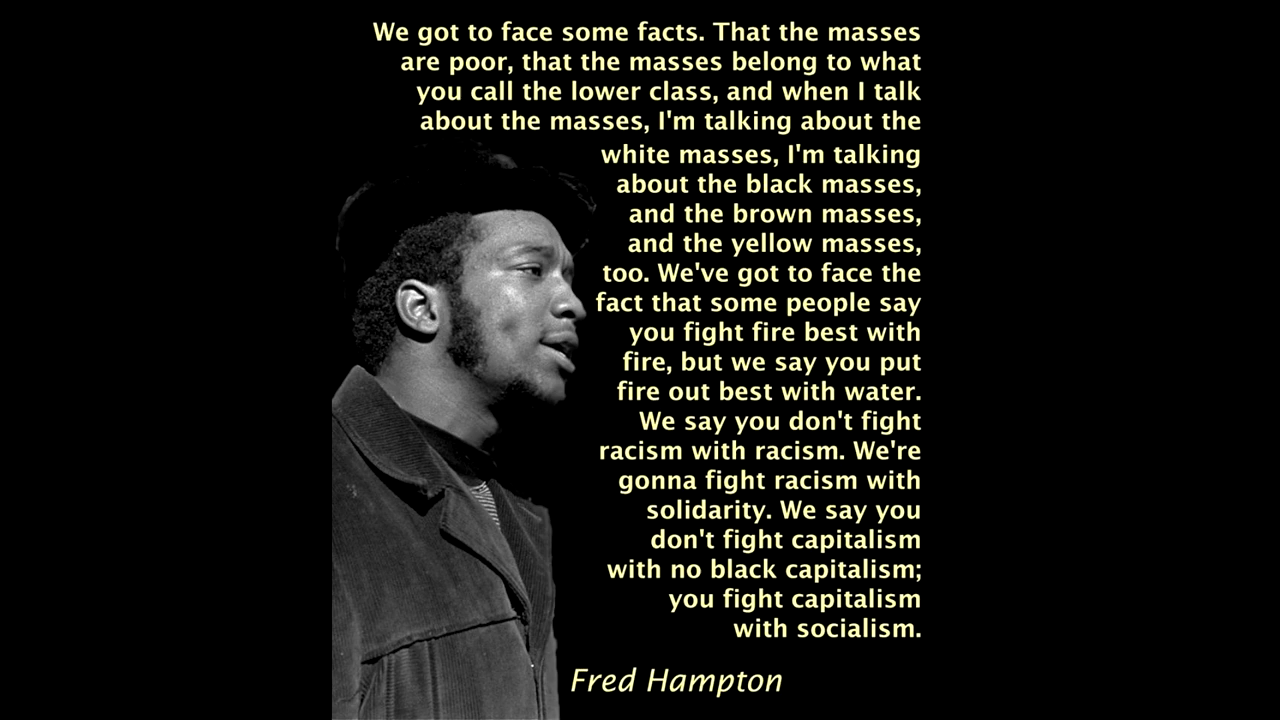 We got to face some facts. That the masses
are poor, that the masses belong to what
you call the lower class, and when I talk
about the masses, I'm talking about the
white masses, I'm talking
about the black masses,
and the brown masses,
and the yellow masses,
too. We've got to face the
fact that some people say
you fight fire best with
fire, but we say you put
fire out best with water.
We say you don't fight
racism with racism. We're
gonna fight racism with
solidarity. We say you
don't fight capitalism
with no black capitalism;
you fight capitalism
with socialism.
Fred Hampton